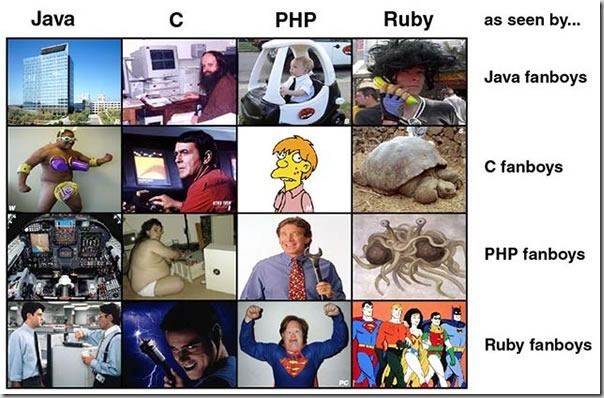 Java C PHP Ruby as seen by...
Java fanboys
C fanboys
PHP fanboys
Ruby fanboys